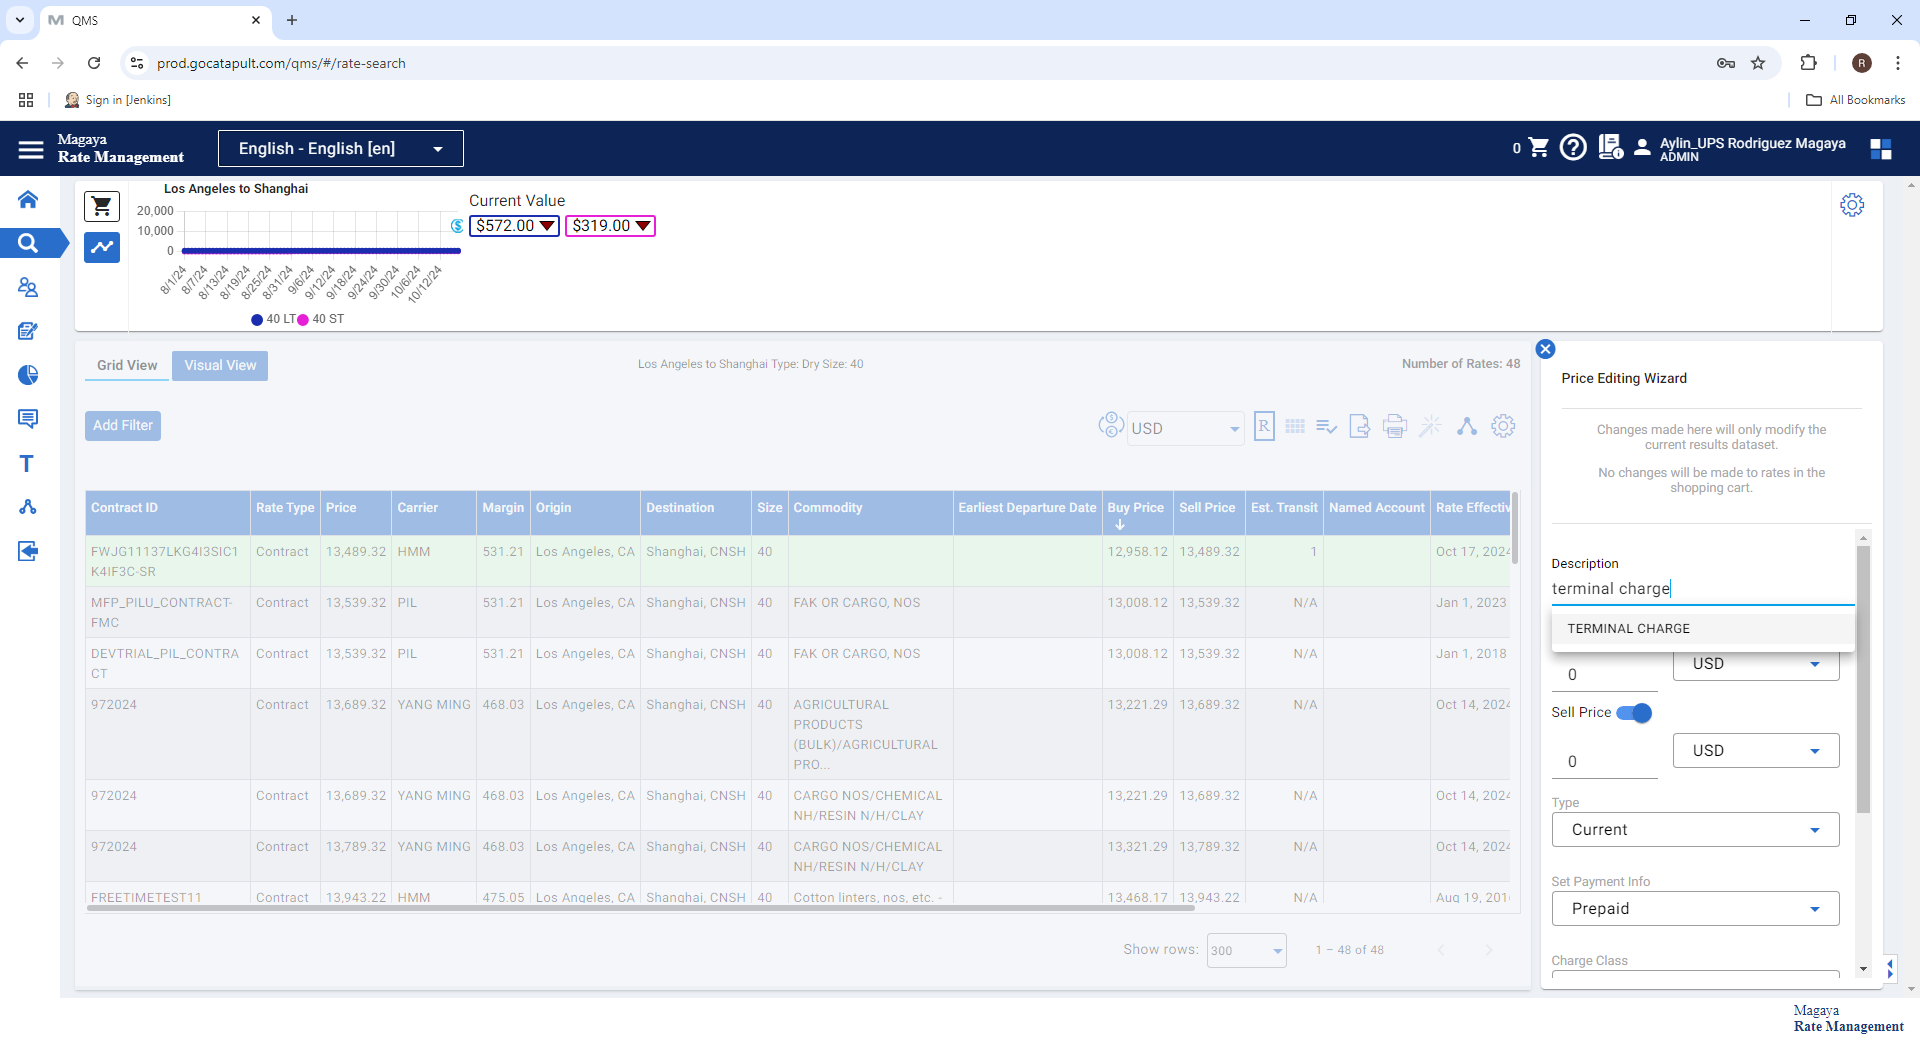 QMS
prod.gocatapult.com/qms/#/rate-search
R
Sign in [Jenkins]
All Bookmarks
Magaya
Rate Management
English - English [en]
0
Aylin_UPS Rodriguez Magaya
ADMIN
Los Angeles to Shanghai
20,000
10,000
0
8/1/24
8/7/24
8/13/24
8/19/24
8/25/24
8/31/24
9/6/24
9/12/24
9/18/24
9/24/24
9/30/24
10/6/24
10/12/24
40 LT
40 ST
Current Value
$572.00
$319.00
Grid View
Visual View
Los Angeles to Shanghai Type: Dry Size: 40
Number of Rates: 48
Add Filter
USD
R
Contract ID Rate Type Price Carrier Margin Origin Destination Size Commodity Earliest Departure Date Buy Price Sell Price Est. Transit Named Account Rate Effectiv
FWJG11137LKG4I3SIC1 Contract 13,489.32 HMM 531.21 Los Angeles, CA Shanghai, CNSH 40 12,958.12 13,489.32 1 Oct 17, 2024
K4IF3C-SR
MFP_PILU_CONTRACT- Contract 13,539.32 PIL 531.21 Los Angeles, CA Shanghai, CNSH 40 FAK OR CARGO, NOS 13,008.12 13,539.32 N/A Jan 1, 2023
FMC
DEVTRIAL_PIL_CONTRA Contract 13,539.32 PIL 531.21 Los Angeles, CA Shanghai, CNSH 40 FAK OR CARGO, NOS 13,008.12 13,539.32 N/A Jan 1, 2018
CT
972024 Contract 13,689.32 YANG MING 468.03 Los Angeles, CA Shanghai, CNSH 40 AGRICULTURAL 13,221.29 13,689.32 N/A Oct 14, 2024
PRODUCTS
(BULK)/AGRICULTURAL
PRO...
972024 Contract 13,689.32 YANG MING 468.03 Los Angeles, CA Shanghai, CNSH 40 CARGO NOS/CHEMICAL 13,221.29 13,689.32 N/A Oct 14, 2024
NH/RESIN N/H/CLAY
972024 Contract 13,789.32 YANG MING 468.03 Los Angeles, CA Shanghai, CNSH 40 CARGO NOS/CHEMICAL 13,321.29 13,789.32 N/A Oct 14, 2024
NH/RESIN N/H/CLAY
FREETIMETEST11 Contract 13,943.22 HMM 475.05 Los Angeles, CA Shanghai, CNSH 40 Cotton linters, nos, etc. - 13,468.17 13,943.22 N/A Aug 19, 201
Show rows: 300 1 – 48 of 48
Price Editing Wizard
Changes made here will only modify the
current results dataset.
No changes will be made to rates in the
shopping cart.
Description
terminal charge
TERMINAL CHARGE
0 USD
Sell Price
0 USD
Type
Current
Set Payment Info
Prepaid
Charge Class
Magaya
Rate Management